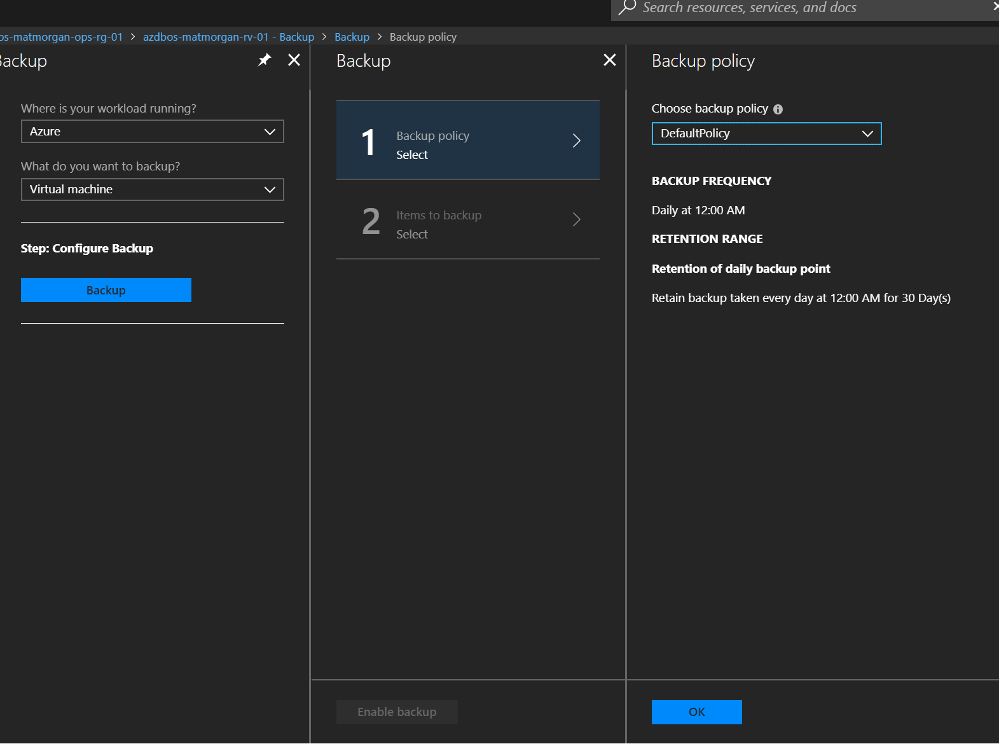 Search resources, services, and docs
os-matmorgan-ops-rg-01 > azdbos-matmorgan-rv-01 - Backup > Backup > Backup policy
Backup
Where is your workload running?
Azure
What do you want to backup?
Virtual machine
Step: Configure Backup
Backup
Backup
1
Backup policy
Select
2
Items to backup
Select
Enable backup
Backup policy
Choose backup policy
DefaultPolicy
BACKUP FREQUENCY
Daily at 12:00 AM
RETENTION RANGE
Retention of daily backup point
Retain backup taken every day at 12:00 AM for 30 Day(s)
OK